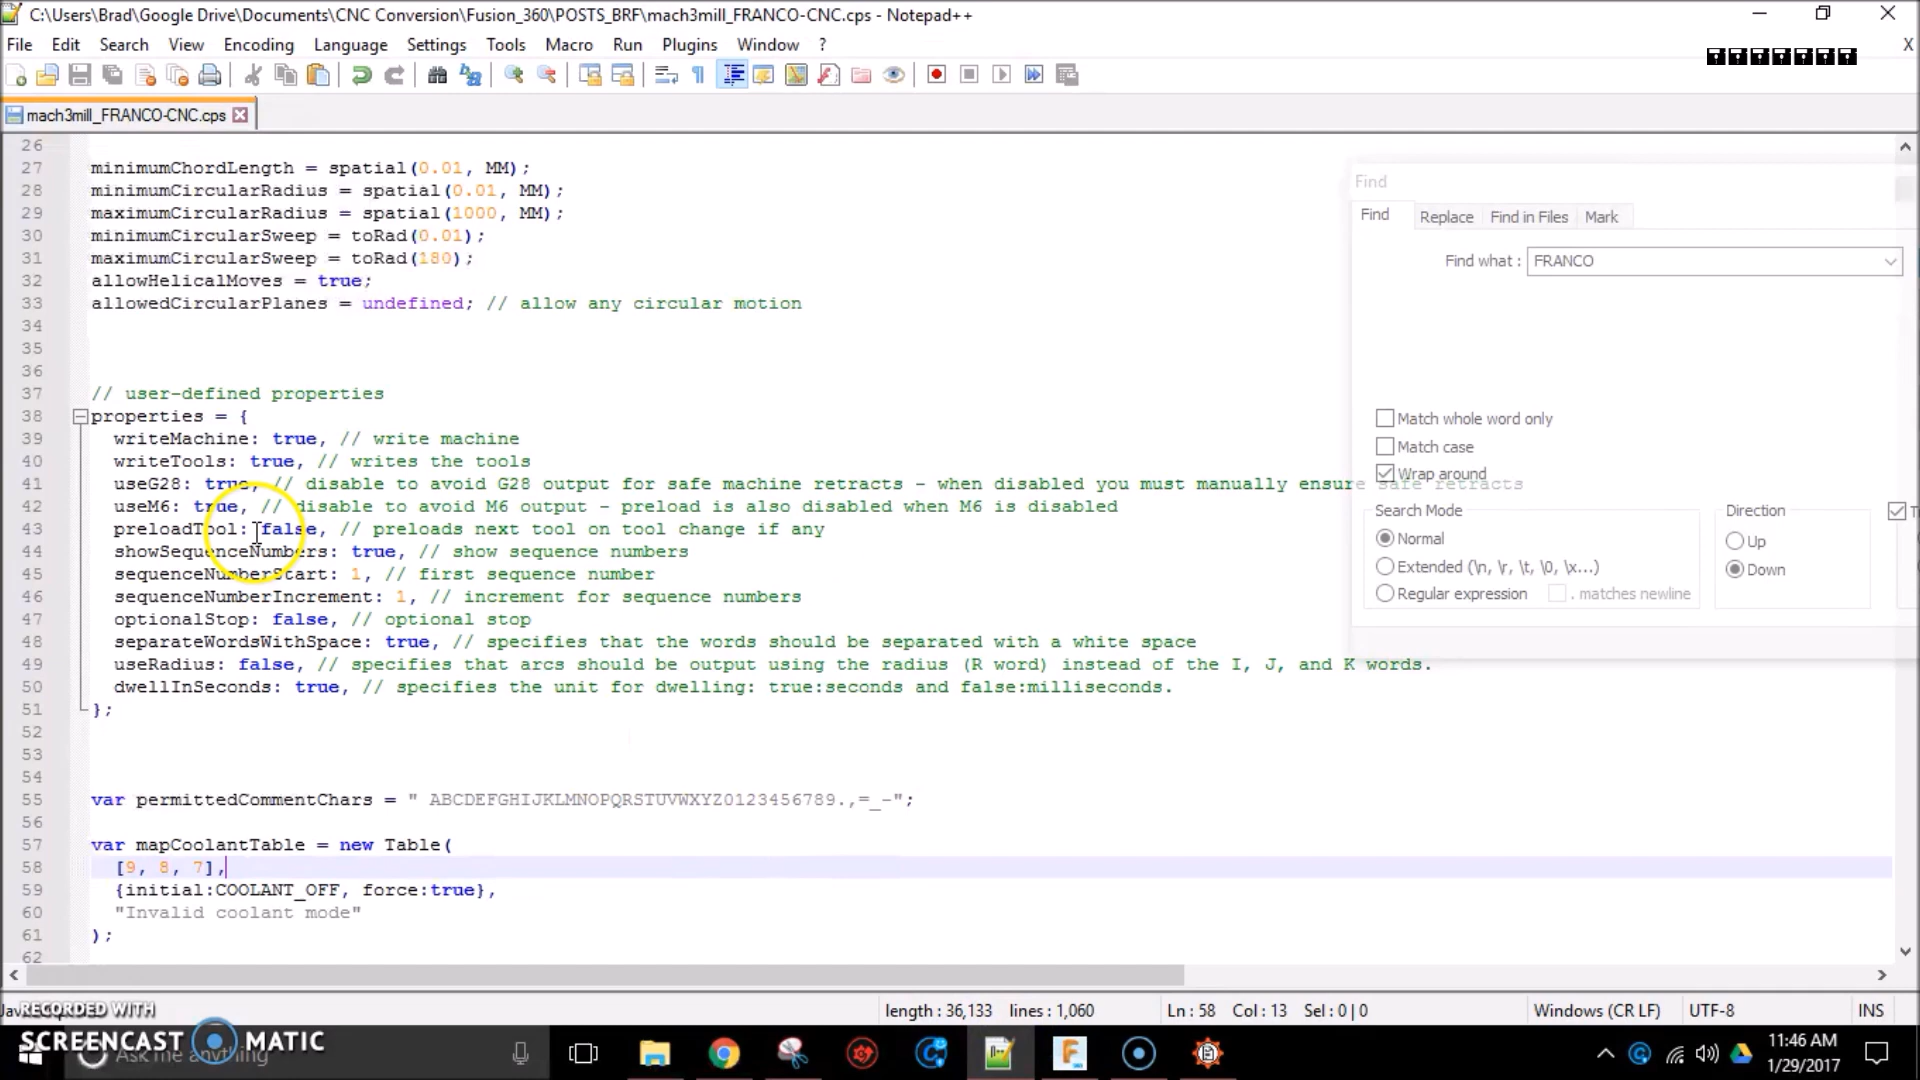 C:\Users\Brad\Google Drive\Documents\CNC Conversion\Fusion_360\POSTS_BRF\mach3mill_FRANCO-CNC.cps - Notepad++
File Edit Search View Encoding Language Settings Tools Macro Run Plugins Window ?
X
mach3mill_FRANCO-CNC.cps
26
27 minimumChordLength = spatial(0.01, MM);
28 minimumCircularRadius = spatial(0.01, MM);
29 maximumCircularRadius = spatial(1000, MM);
30 minimumCircularSweep = toRad(0.01);
31 maximumCircularSweep = toRad(180);
32 allowHelicalMoves = true;
33 allowedCircularPlanes = undefined; // allow any circular motion
34
35
36
37 // user-defined properties
38 properties = {
39 writeMachine: true, // write machine
40 writeTools: true, // writes the tools
41 useG28: true, // disable to avoid G28 output for safe machine retracts - when disabled you must manually ensure safe retracts
42 useM6: true, // disable to avoid M6 output - preload is also disabled when M6 is disabled
43 preloadTool: false, // preloads next tool on tool change if any
44 showSequenceNumbers: true, // show sequence numbers
45 sequenceNumberStart: 1, // first sequence number
46 sequenceNumberIncrement: 1, // increment for sequence numbers
47 optionalStop: false, // optional stop
48 separateWordsWithSpace: true, // specifies that the words should be separated with a white space
49 useRadius: false, // specifies that arcs should be output using the radius (R word) instead of the I, J, and K words.
50 dwellInSeconds: true, // specifies the unit for dwelling: true:seconds and false:milliseconds.
51 };
52
53
54
55 var permittedCommentChars = " ABCDEFGHIJKLMNOPQRSTUVWXYZ0123456789.,=_-";
56
57 var mapCoolantTable = new Table(
58 [9, 8, 7],
59 {initial:COOLANT_OFF, force:true},
60 "Invalid coolant mode"
61 );
62
Find
Find Replace Find in Files Mark
Find what : FRANCO
Match whole word only
Match case
Wrap around
Search Mode
Normal
Extended (\n, \r, \t, \0, \x...)
Regular expression . matches newline
Direction
Up
Down
length : 36,133 lines : 1,060 Ln : 58 Col : 13 Sel : 0 | 0 Windows (CR LF) UTF-8 INS
RECORDED WITH
SCREENCAST MATIC
Ask me anything
11:46 AM
1/29/2017